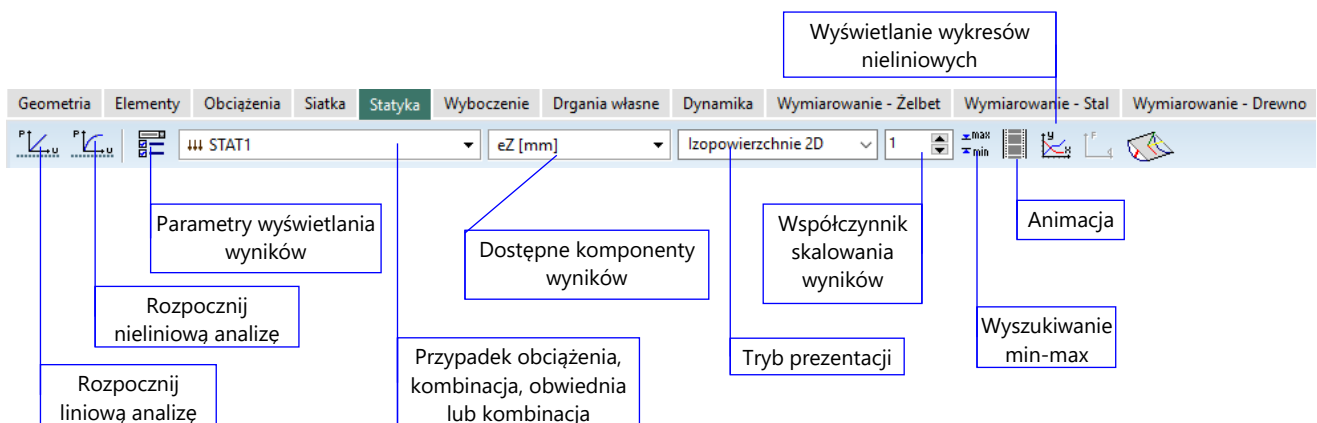 Wyświetlanie wykresów
nieliniowych
Geometria Elementy Obciążenia Siatka Statyka Wyboczenie Drgania własne Dynamika Wymiarowanie - Żelbet Wymiarowanie - Stal Wymiarowanie - Drewno
P u P u STAT1 eZ [mm] Izopowierzchnie 2D 1 max min y x F
Parametry wyświetlania
wyników
Dostępne komponenty
wyników
Współczynnik
skalowania
wyników
Animacja
Rozpocznij
nieliniową analizę
Wyszukiwanie
min-max
Przypadek obciążenia,
kombinacja, obwiednia
lub kombinacja
Tryb prezentacji
Rozpocznij
liniową analizę